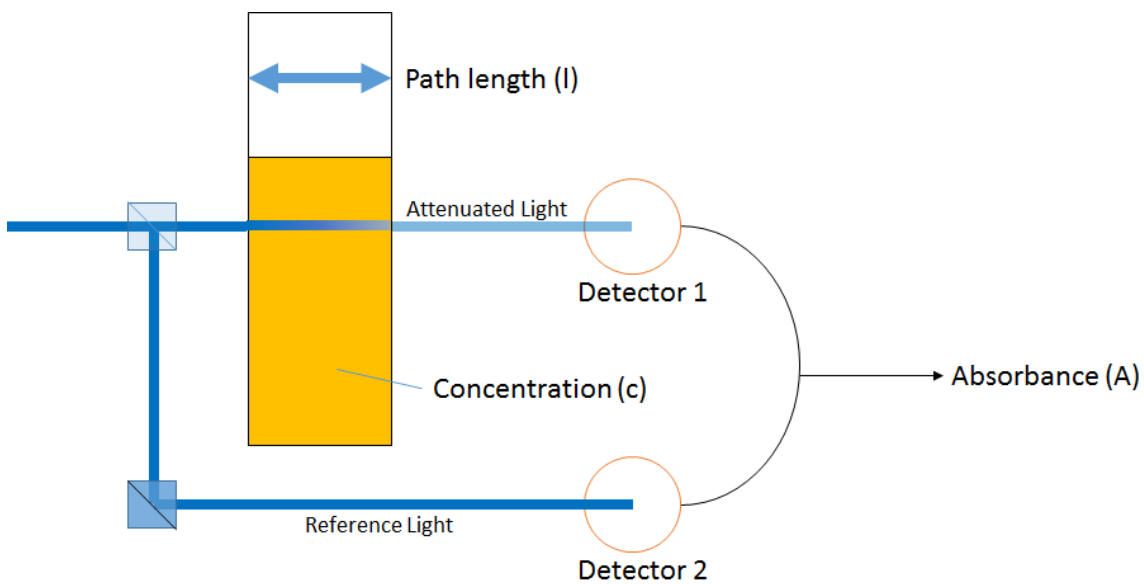 Path length (l)
Attenuated Light
Detector 1
Concentration (c)
Absorbance (A)
Reference Light
Detector 2